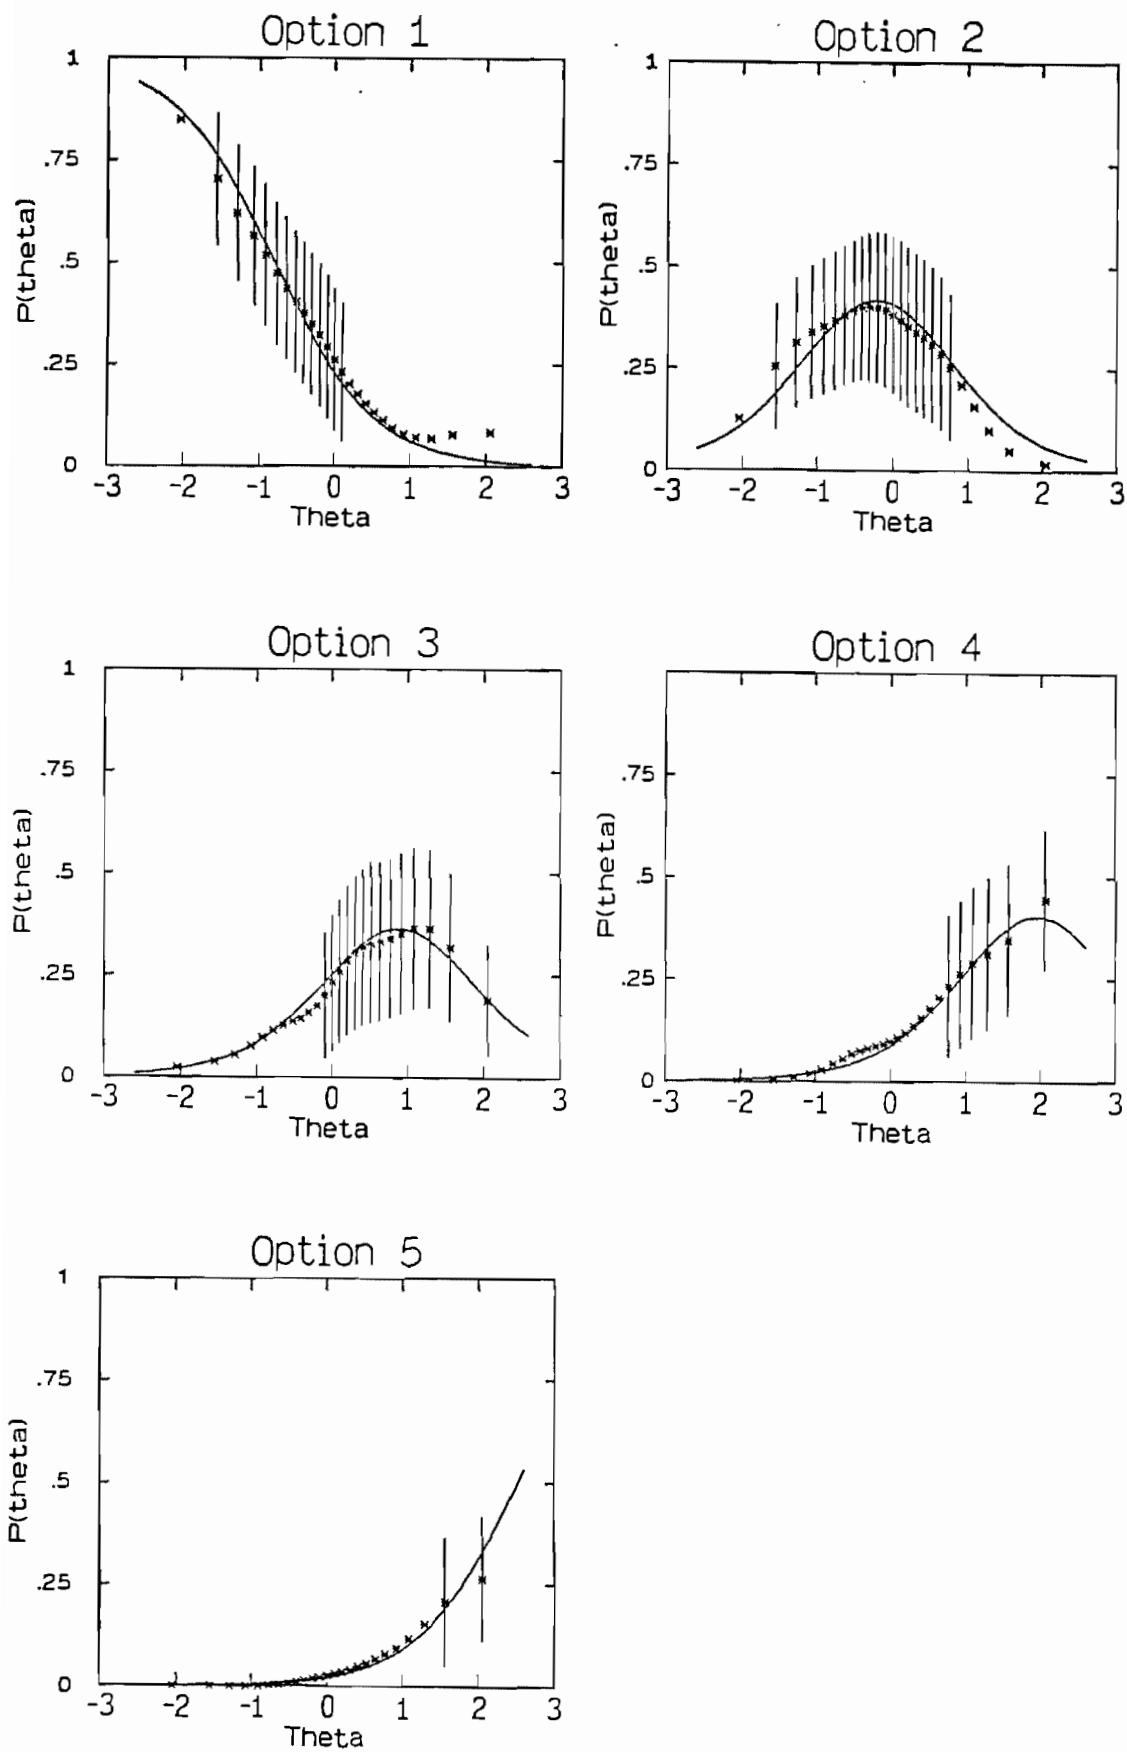 Option 1
1
.75
.5
.25
0
P(theta)
-3 -2 -1 0 1 2 3
Theta
Option 2
1
.75
.5
.25
0
P(theta)
-3 -2 -1 0 1 2 3
Theta
Option 3
1
.75
.5
.25
0
P(theta)
-3 -2 -1 0 1 2 3
Theta
Option 4
.75
.5
.25
0
P(theta)
-3 -2 -1 0 1 2 3
Theta
Option 5
1
.75
.5
.25
0
P(theta)
-3 -2 -1 0 1 2 3
Theta